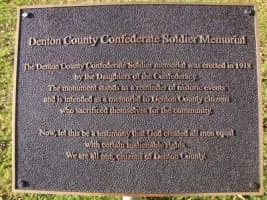 Denton County Confederate Soldier Memorial
The Denton County Confederate Soldier memorial was erected in 1918
by the Daughters of the Confederacy.
The monument stands as a reminder of historic events
and is intended as a memorial to Denton County citizens
who sacrificed themselves for the community.
Now, let this be a testimony that God created all men equal
with certain inalienable rights.
We are all one, citizens of Denton County.